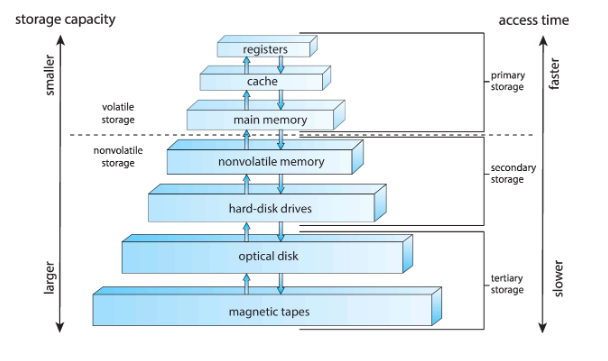 storage capacity
access time
smaller
faster
registers
cache
primary
storage
volatile
storage
main memory
nonvolatile
storage
nonvolatile memory
secondary
storage
hard-disk drives
optical disk
tertiary
storage
larger
slower
magnetic tapes